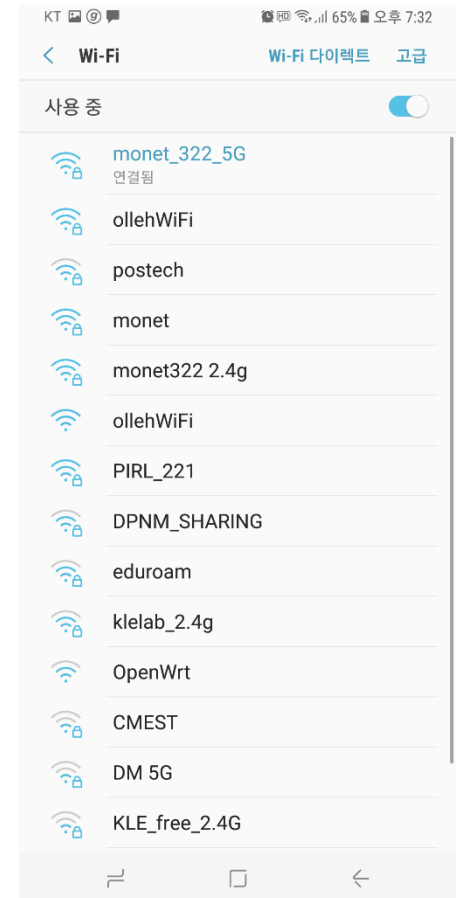 KT 65% 오후 7:32
Wi-Fi Wi-Fi 다이렉트 고급
사용 중
monet_322_5G
연결됨
ollehWiFi
postech
monet
monet322 2.4g
ollehWiFi
PIRL_221
DPNM_SHARING
eduroam
klelab_2.4g
OpenWrt
CMEST
DM 5G
KLE_free_2.4G